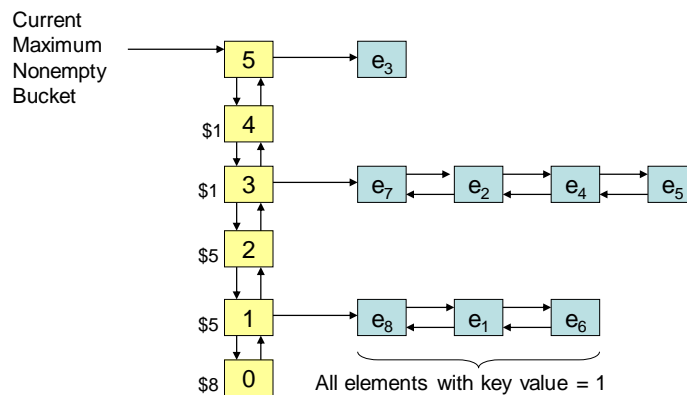 Current
Maximum
Nonempty
Bucket
5 e₃
$1 4
$1 3 e₇ e₂ e₄ e₅
$5 2
$5 1 e₈ e₁ e₆
$8 0
All elements with key value = 1